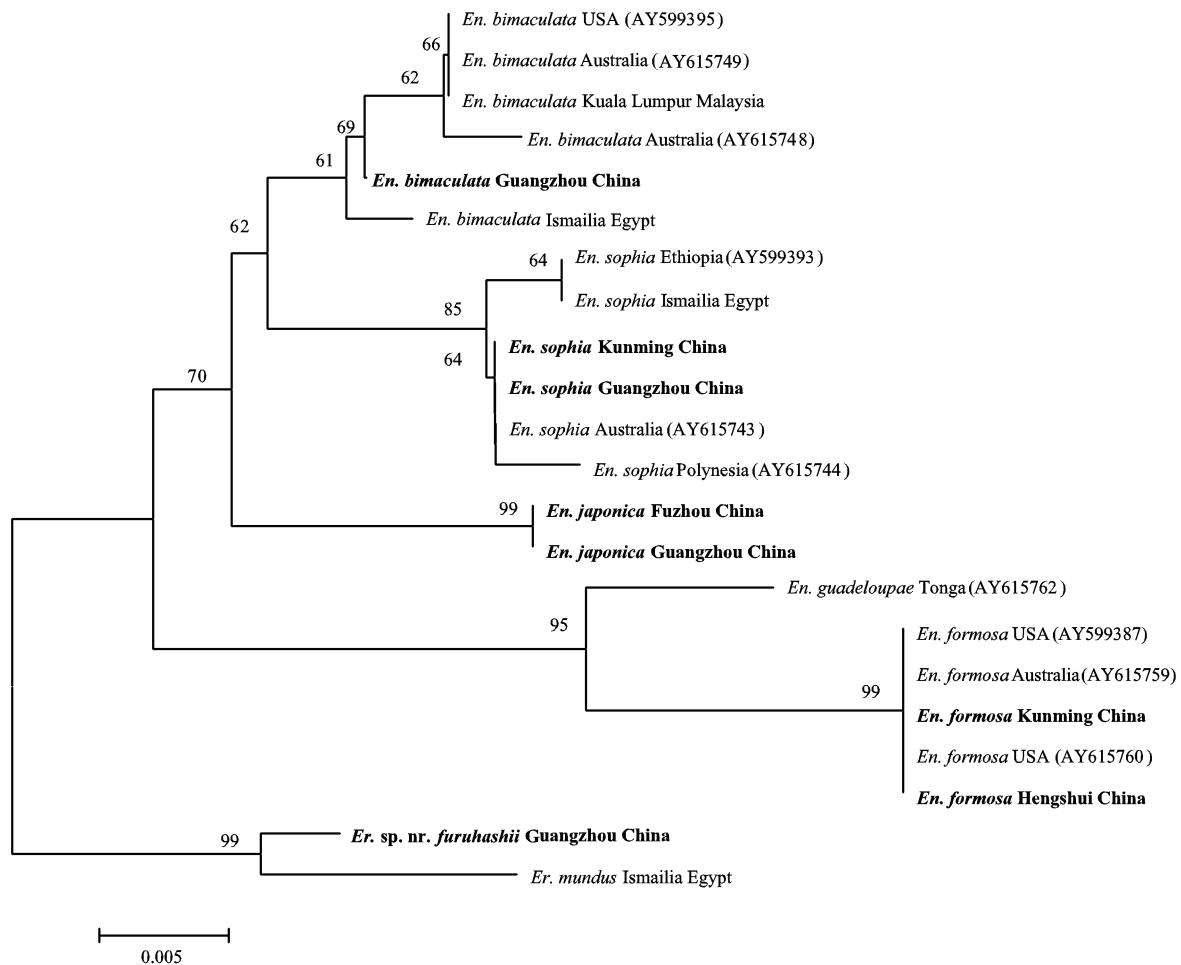 En. bimaculata USA (AY599395)
66
En. bimaculata Australia (AY615749)
62
En. bimaculata Kuala Lumpur Malaysia
69
En. bimaculata Australia (AY615748)
61
En. bimaculata Guangzhou China
En. bimaculata Ismailia Egypt
62
En. sophia Ethiopia (AY599393)
64
En. sophia Ismailia Egypt
85
En. sophia Kunming China
64
En. sophia Guangzhou China
70
En. sophia Australia (AY615743)
En. sophia Polynesia (AY615744)
99
En. japonica Fuzhou China
En. japonica Guangzhou China
En. guadeloupae Tonga (AY615762)
95
En. formosa USA (AY599387)
En. formosa Australia (AY615759)
99
En. formosa Kunming China
En. formosa USA (AY615760)
En. formosa Hengshui China
99
Er. sp. nr. furuhashii Guangzhou China
Er. mundus Ismailia Egypt
0.005